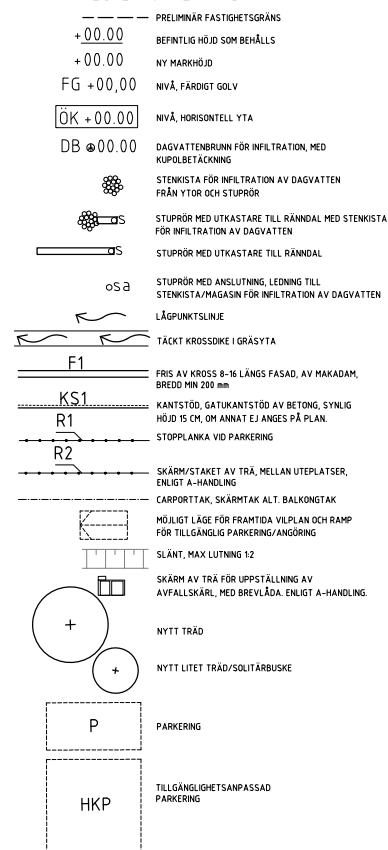 PRELIMINÄR FASTIGHETSGRÄNS
+00.00 BEFINTLIG HÖJD SOM BEHÅLLS
+00.00 NY MARKHÖJD
FG +00,00 NIVÅ, FÄRDIGT GOLV
ÖK +00.00 NIVÅ, HORISONTELL YTA
DB 00.00 DAGVATTENBRUNN FÖR INFILTRATION, MED
KUPOLBETÄCKNING
STENKISTA FÖR INFILTRATION AV DAGVATTEN
FRÅN YTOR OCH STUPRÖR
S STUPRÖR MED UTKASTARE TILL RÄNNDAL MED STENKISTA
FÖR INFILTRATION AV DAGVATTEN
S STUPRÖR MED UTKASTARE TILL RÄNNDAL
sa STUPRÖR MED ANSLUTNING, LEDNING TILL
STENKISTA/MAGASIN FÖR INFILTRATION AV DAGVATTEN
LÅGPUNKTSLINJE
TÄCKT KROSSDIKE I GRÄSYTA
F1 FRIS AV KROSS 8-16 LÄNGS FASAD, AV MAKADAM,
BREDD MIN 200 mm
KS1 KANTSTÖD, GATUKANTSTÖD AV BETONG, SYNLIG
HÖJD 15 CM, OM ANNAT EJ ANGES PÅ PLAN.
R1 STOPPLANKA VID PARKERING
R2 SKÄRM/STAKET AV TRÄ, MELLAN UTEPLATSER,
ENLIGT A-HANDLING
CARPORTTAK, SKÄRMTAK ALT. BALKONGTAK
MÖJLIGT LÄGE FÖR FRAMTIDA VILPLAN OCH RAMP
FÖR TILLGÄNGLIG PARKERING/ANGÖRING
SLÄNT, MAX LUTNING 1:2
SKÄRM AV TRÄ FÖR UPPSTÄLLNING AV
AVFALLSKÄRL, MED BREVLÅDA. ENLIGT A-HANDLING.
NYTT TRÄD
NYTT LITET TRÄD/SOLITÄRBUSKE
P PARKERING
HKP TILLGÄNGLIGHETSANPASSAD
PARKERING